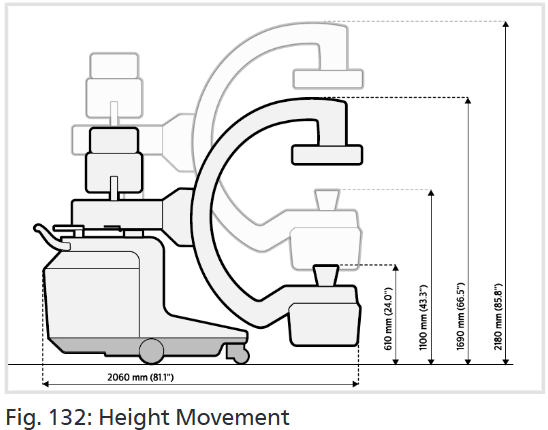 610 mm (24.0")
1100 mm (43.3")
1690 mm (66.5")
2180 mm (85.8")
2060 mm (81.1")
Fig. 132: Height Movement